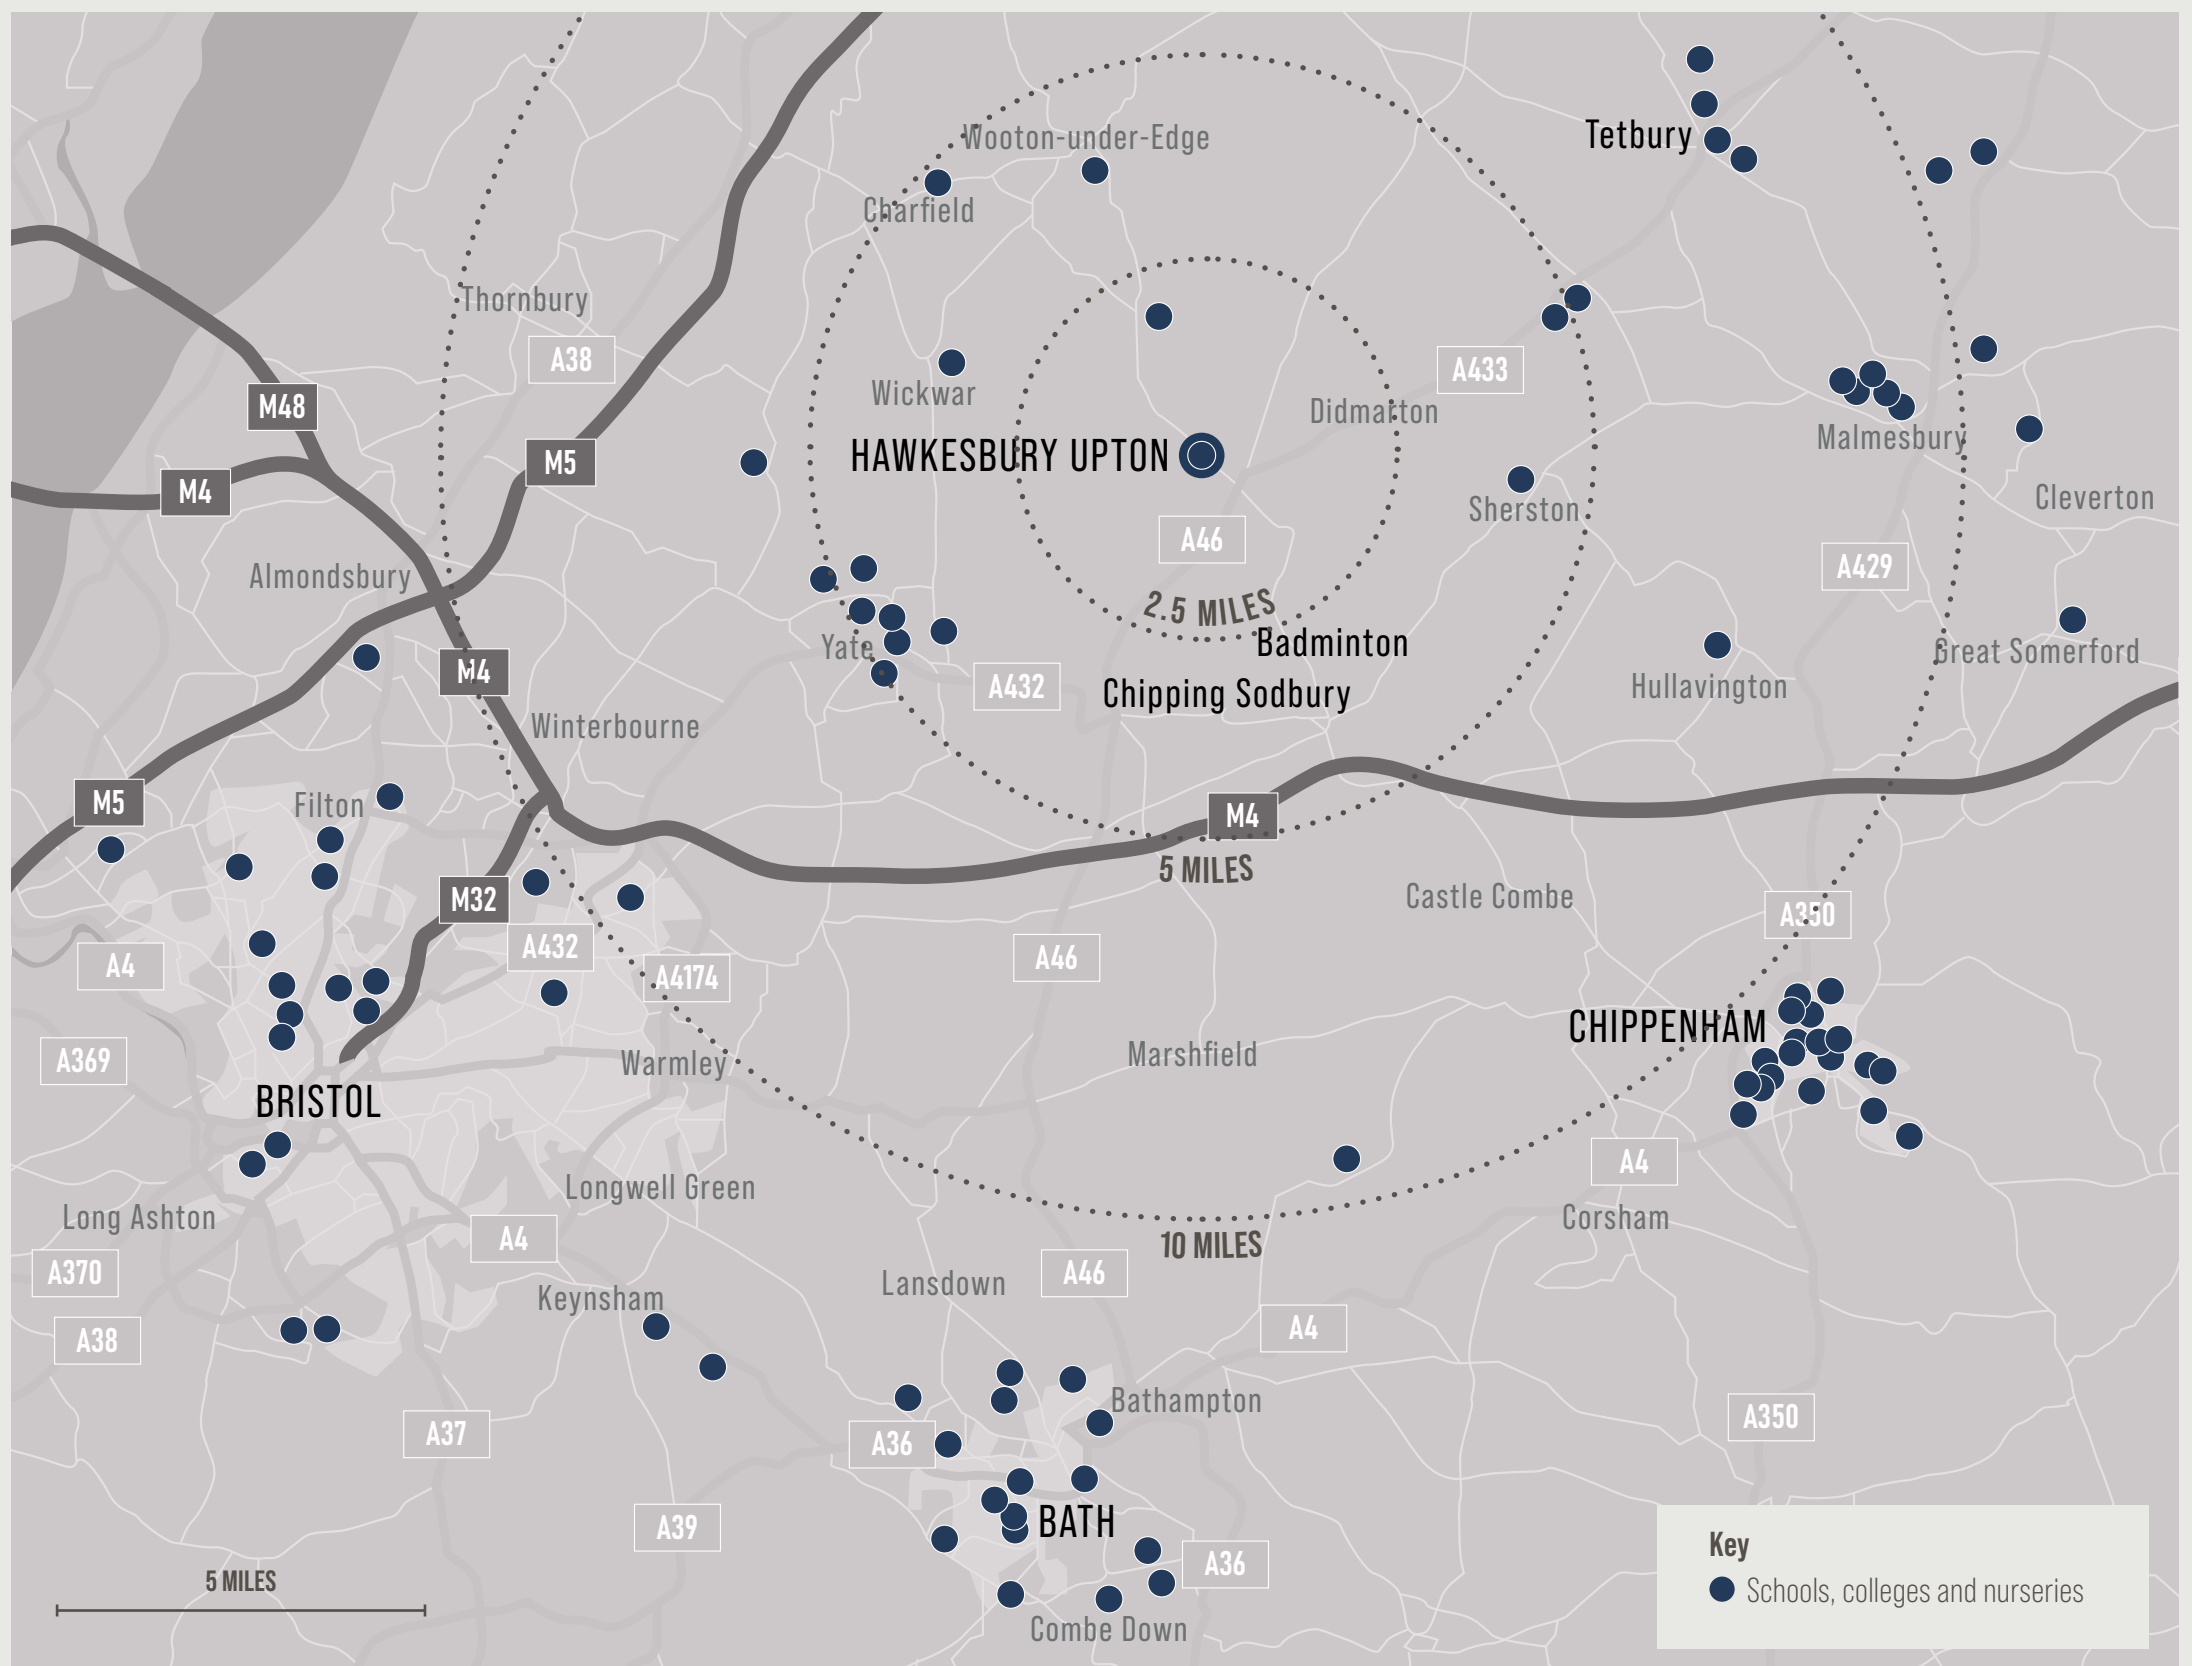 Wooton-under-Edge
Tetbury
Charfield
Thornbury
A38
A433
Wickwar
M48
Didmarton
Malmesbury
HAWKESBURY UPTON
M5
M4
Sherston
Cleverton
A46
A429
Almondsbury
2.5 MILES
Badminton
Yate
Great Somerford
M4
A432
Chipping Sodbury
Hullavington
Winterbourne
M5
Filton
M4
5 MILES
M32
Castle Combe
A350
A432
A46
A4
A4174
CHIPPENHAM
A369
Warmley
Marshfield
BRISTOL
A4
Longwell Green
Long Ashton
Corsham
A4
10 MILES
A370
Lansdown
A46
Keynsham
A38
A4
Bathampton
A350
A37
A36
A39
BATH
Key
A36
5 MILES
Schools, colleges and nurseries
Combe Down